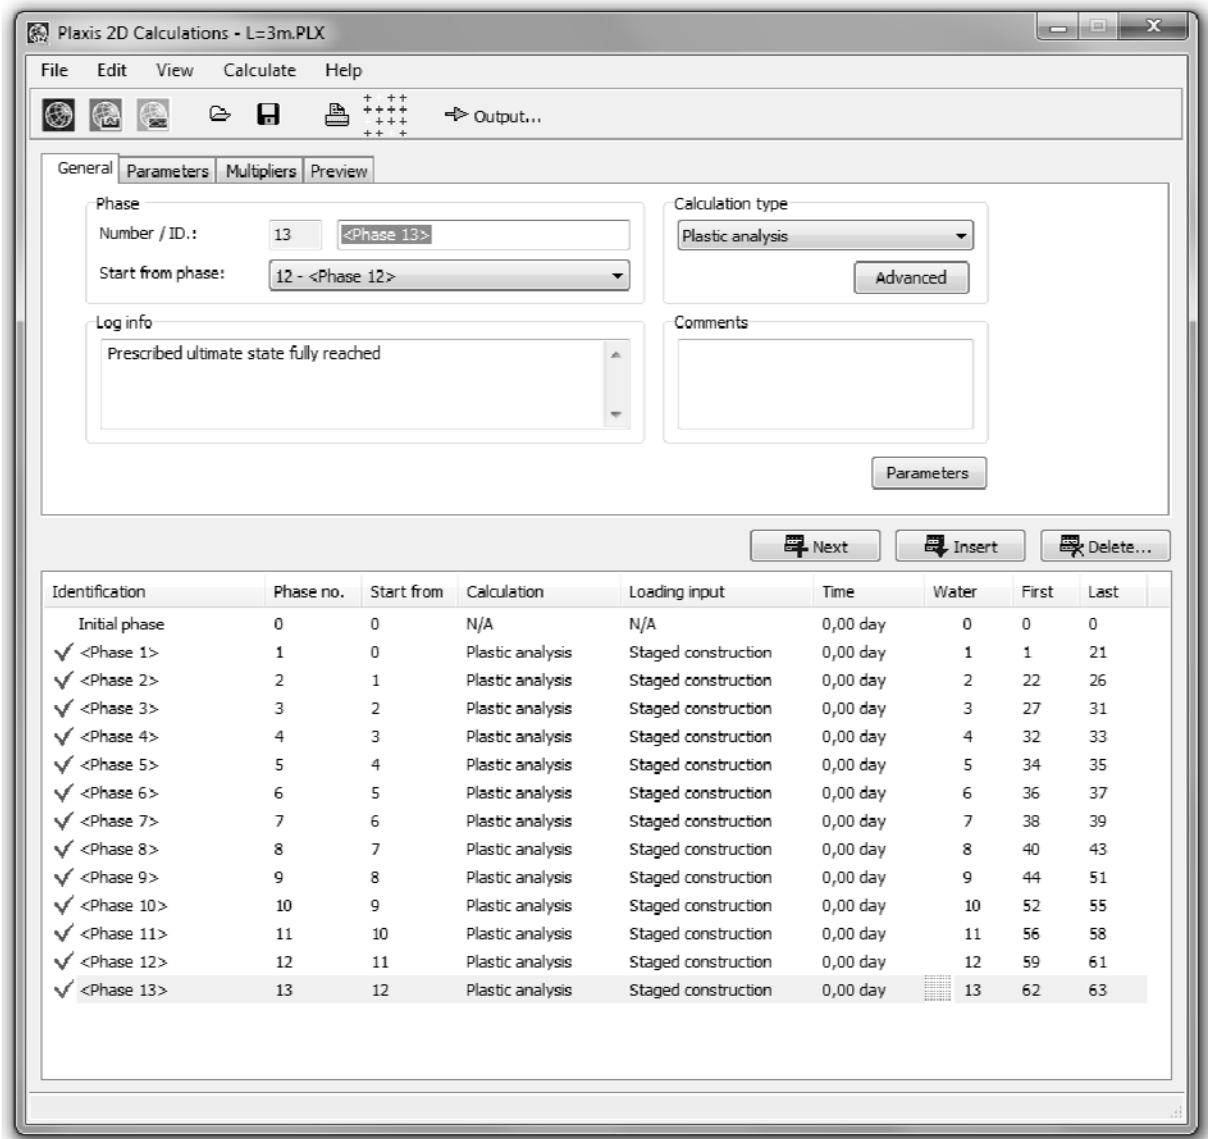 Plaxis 2D Calculations - L=3m.PLX
File Edit View Calculate Help
Output...
General Parameters Multipliers Preview
Phase
Number / ID.: 13 <Phase 13>
Start from phase: 12 - <Phase 12>
Calculation type
Plastic analysis
Advanced
Log info
Prescribed ultimate state fully reached
Comments
Parameters
Next Insert Delete...
Identification Phase no. Start from Calculation Loading input Time Water First Last
Initial phase 0 0 N/A N/A 0,00 day 0 0 0
<Phase 1> 1 0 Plastic analysis Staged construction 0,00 day 1 1 21
<Phase 2> 2 1 Plastic analysis Staged construction 0,00 day 2 22 26
<Phase 3> 3 2 Plastic analysis Staged construction 0,00 day 3 27 31
<Phase 4> 4 3 Plastic analysis Staged construction 0,00 day 4 32 33
<Phase 5> 5 4 Plastic analysis Staged construction 0,00 day 5 34 35
<Phase 6> 6 5 Plastic analysis Staged construction 0,00 day 6 36 37
<Phase 7> 7 6 Plastic analysis Staged construction 0,00 day 7 38 39
<Phase 8> 8 7 Plastic analysis Staged construction 0,00 day 8 40 43
<Phase 9> 9 8 Plastic analysis Staged construction 0,00 day 9 44 51
<Phase 10> 10 9 Plastic analysis Staged construction 0,00 day 10 52 55
<Phase 11> 11 10 Plastic analysis Staged construction 0,00 day 11 56 58
<Phase 12> 12 11 Plastic analysis Staged construction 0,00 day 12 59 61
<Phase 13> 13 12 Plastic analysis Staged construction 0,00 day 13 62 63